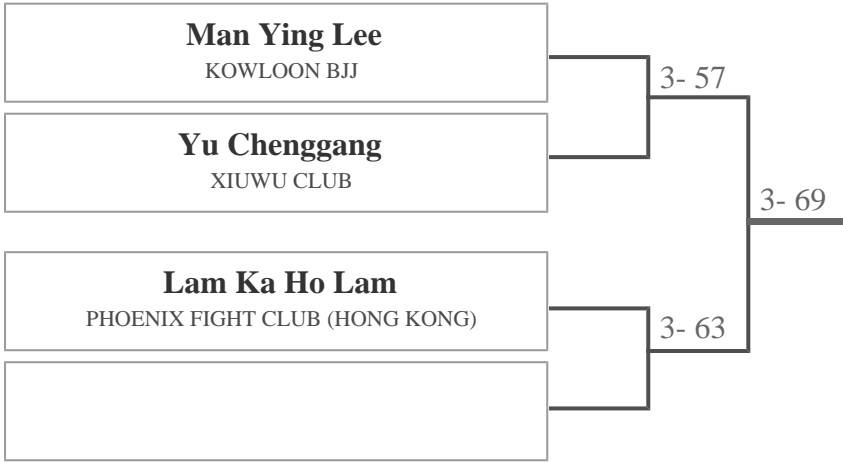 Man Ying Lee
KOWLOON BJJ
3- 57
Yu Chenggang
XIUWU CLUB
3- 69
Lam Ka Ho Lam
PHOENIX FIGHT CLUB (HONG KONG)
3- 63